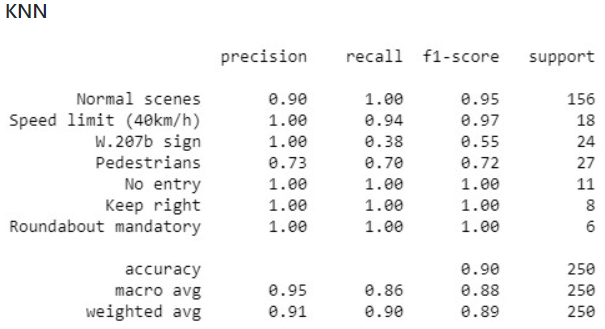 KNN
precision recall f1-score support
Normal scenes 0.90 1.00 0.95 156
Speed limit (40km/h) 1.00 0.94 0.97 18
W.207b sign 1.00 0.38 0.55 24
Pedestrians 0.73 0.70 0.72 27
No entry 1.00 1.00 1.00 11
Keep right 1.00 1.00 1.00 8
Roundabout mandatory 1.00 1.00 1.00 6
accuracy 0.90 250
macro avg 0.95 0.86 0.88 250
weighted avg 0.91 0.90 0.89 250